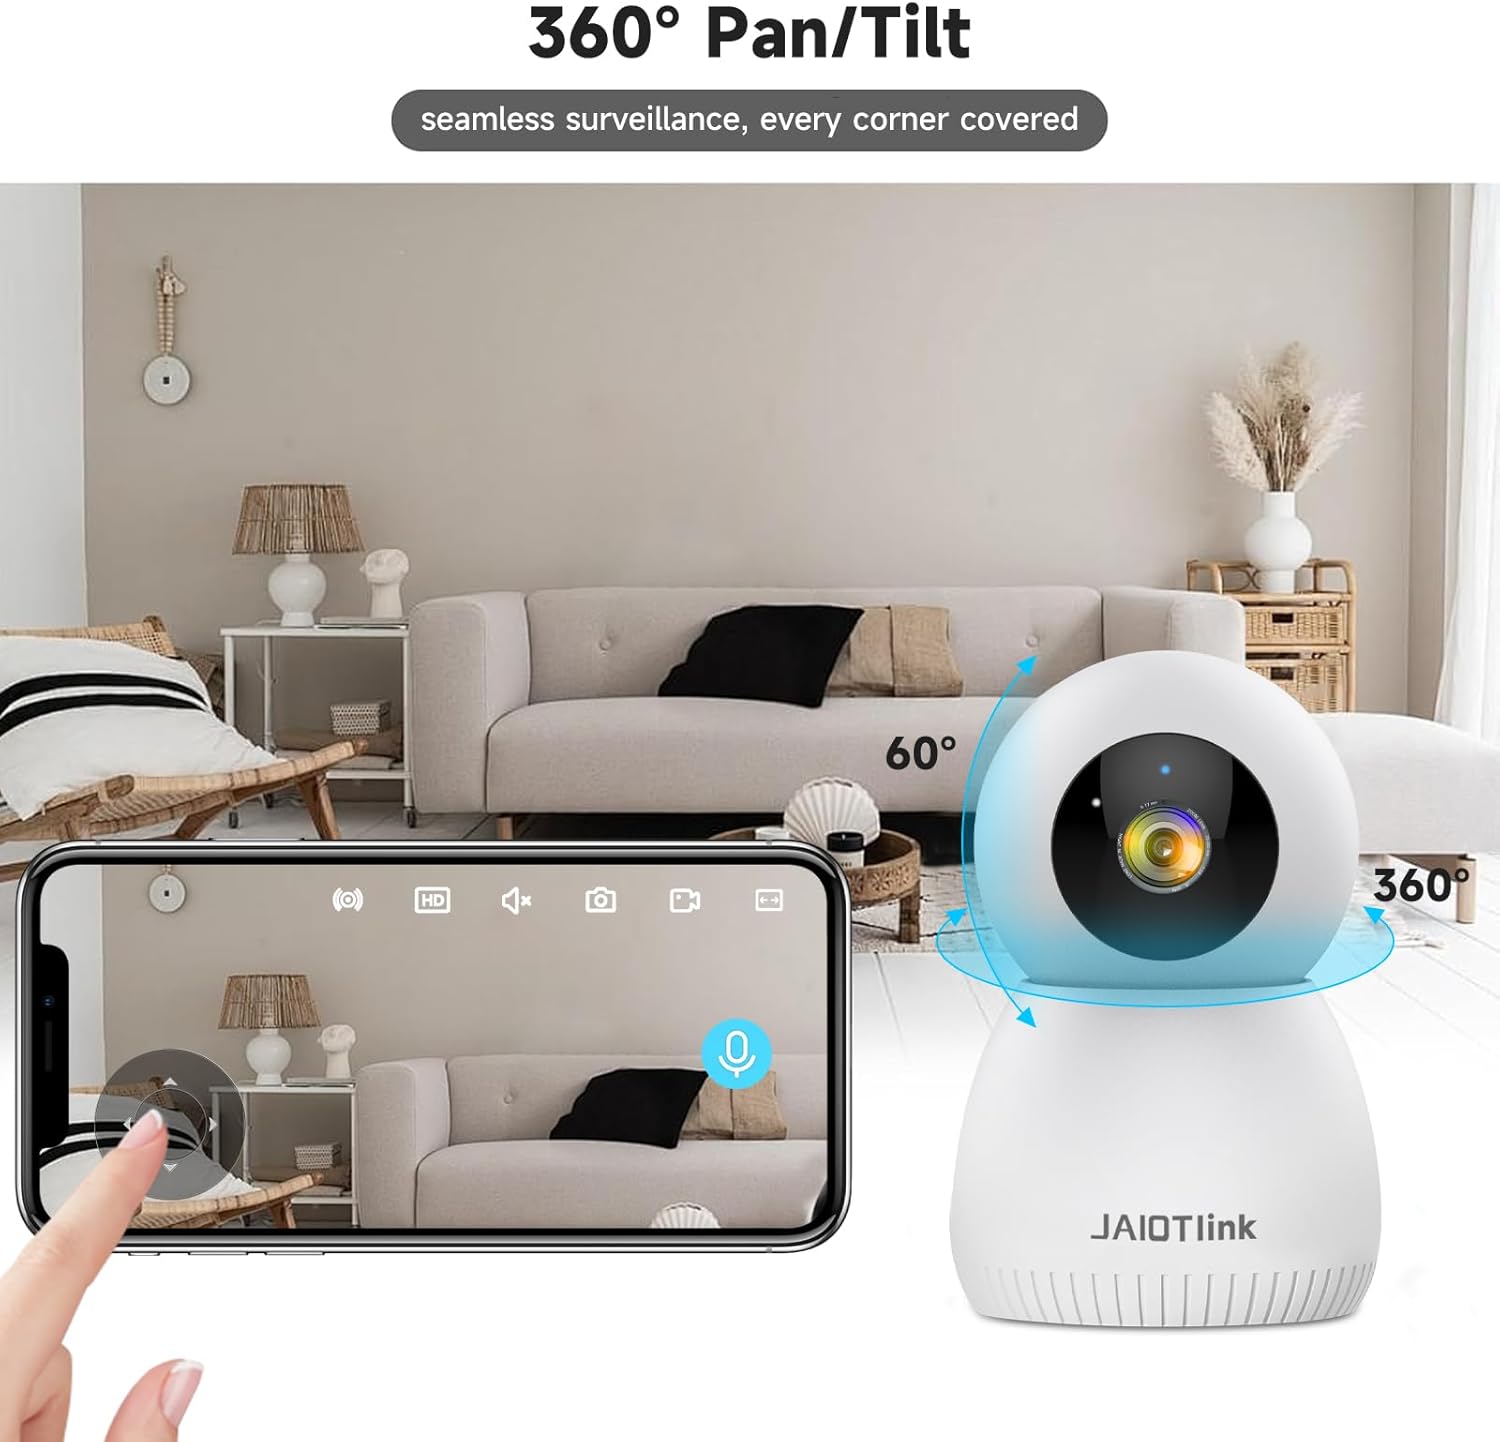 360° Pan/Tilt
seamless surveillance, every corner covered
60°
360°
HD
JAIOTlink